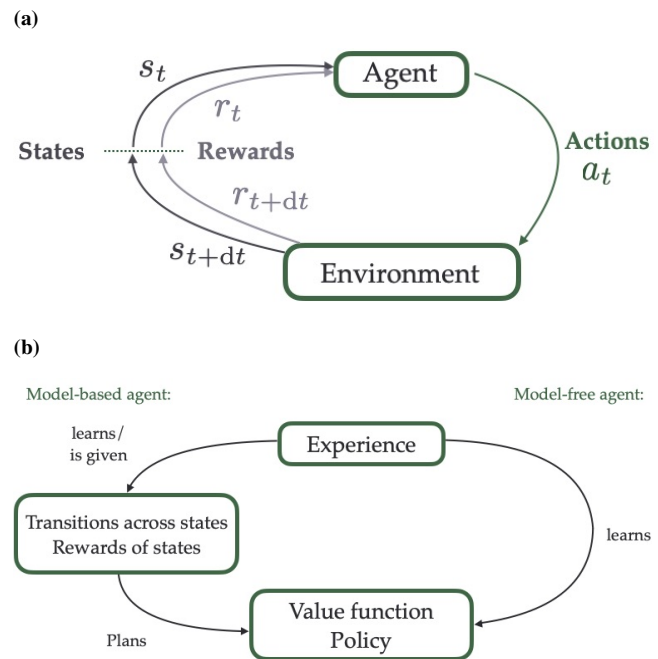 (a)
s_t
Agent
r_t
States
Rewards
Actions
a_t
r_{t+dt}
s_{t+dt}
Environment
(b)
Model-based agent:
Model-free agent:
learns/
is given
Experience
Transitions across states
Rewards of states
learns
Value function
Policy
Plans